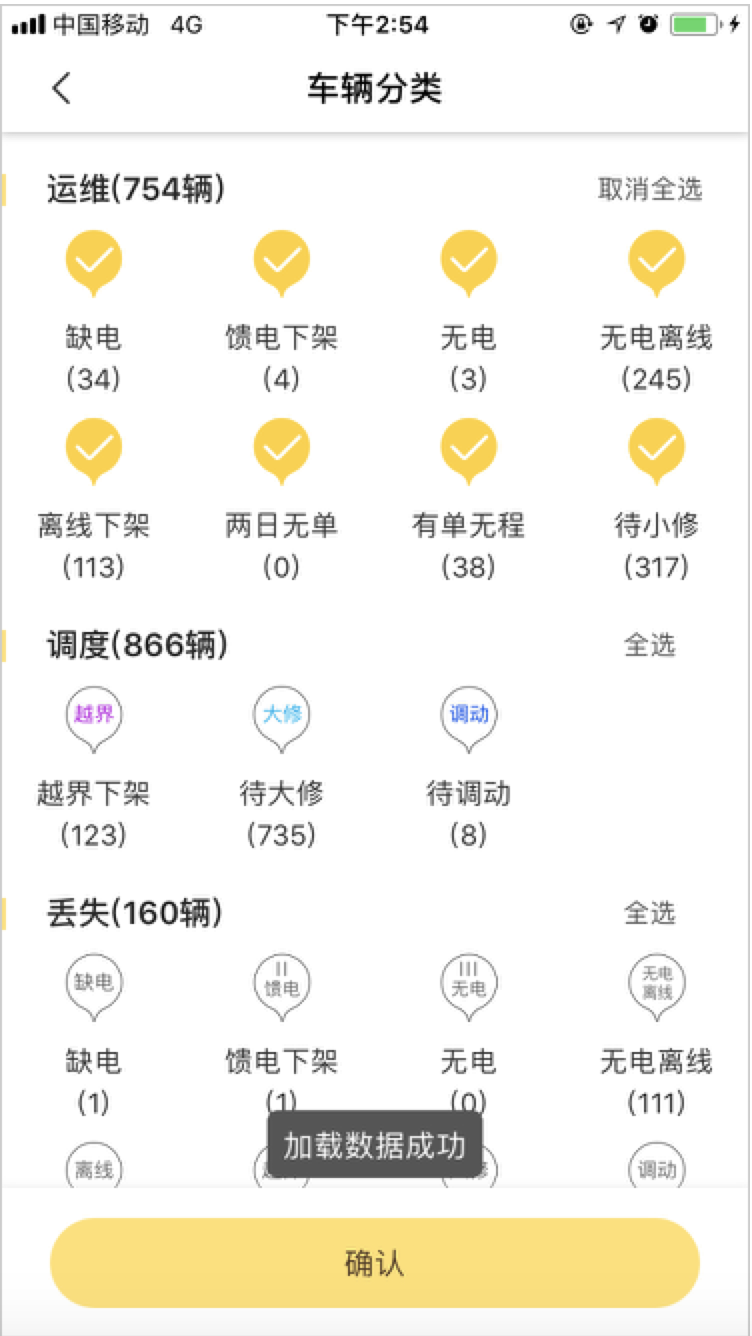 中国移动 4G 下午2:54
车辆分类
运维(754辆) 取消全选
缺电 馈电下架 无电 无电离线
(34) (4) (3) (245)
离线下架 两日无单 有单无程 待小修
(113) (0) (38) (317)
调度(866辆) 全选
越界 大修 调动
越界下架 待大修 待调动
(123) (735) (8)
丢失(160辆) 全选
缺电 II 馈电 III 无电 无电 离线
缺电 馈电下架 无电 无电离线
(1) (1) (0) (111)
加载数据成功
离线 调动
确认